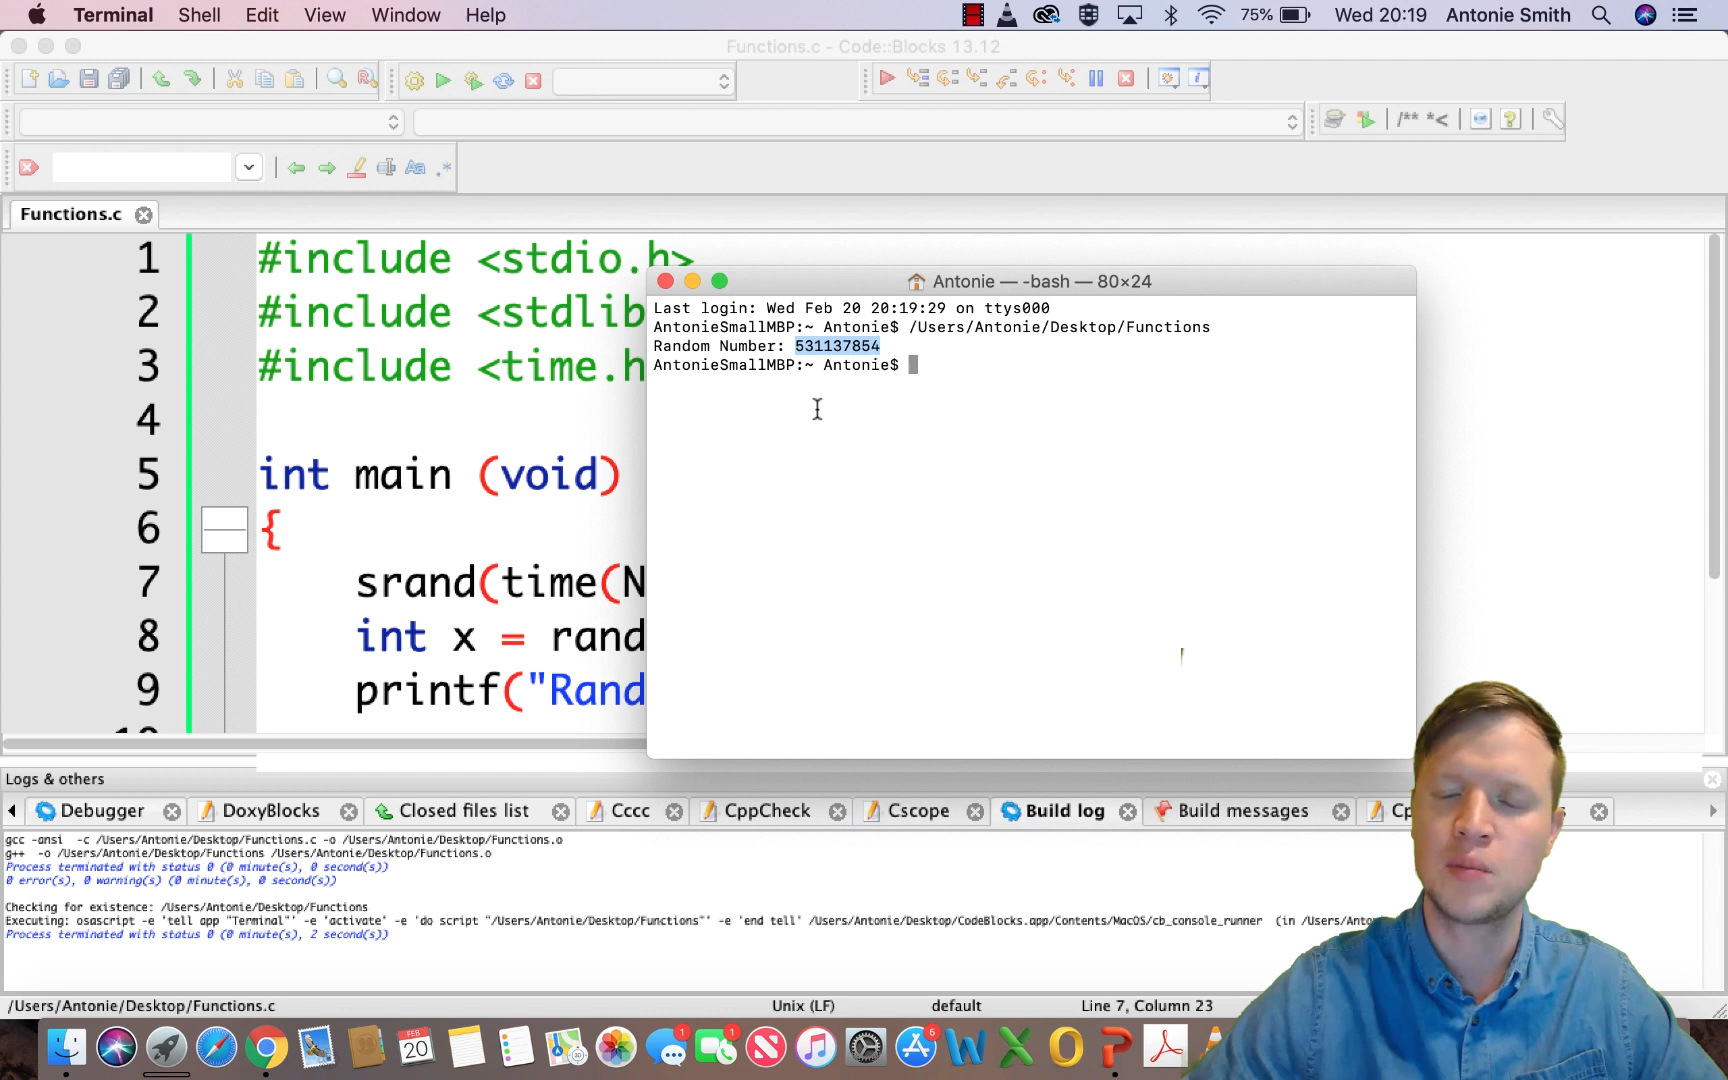 Terminal Shell Edit View Window Help 75% Wed 20:19 Antonie Smith
Functions.c - Code::Blocks 13.12
/** *<
Functions.c
1 #include <stdio.h>
2 #include <stdlib
3 #include <time.h
4
5 int main (void)
6 {
7 srand(time(N
8 int x = rand
9 printf("Rand
Antonie — -bash — 80×24
Last login: Wed Feb 20 20:19:29 on ttys000
AntonieSmallMBP:~ Antonie$ /Users/Antonie/Desktop/Functions
Random Number: 531137854
AntonieSmallMBP:~ Antonie$
Logs & others
Debugger DoxyBlocks Closed files list Cccc CppCheck Cscope Build log Build messages
gcc -ansi -c /Users/Antonie/Desktop/Functions.c -o /Users/Antonie/Desktop/Functions.o
g++ -o /Users/Antonie/Desktop/Functions /Users/Antonie/Desktop/Functions.o
Process terminated with status 0 (0 minute(s), 0 second(s))
0 error(s), 0 warning(s) (0 minute(s), 0 second(s))
Checking for existence: /Users/Antonie/Desktop/Functions
Executing: osascript -e 'tell app "Terminal"' -e 'activate' -e 'do script "/Users/Antonie/Desktop/Functions"' -e 'end tell' /Users/Antonie/Desktop/CodeBlocks.app/Contents/MacOS/cb_console_runner (in /Users/Anto
Process terminated with status 0 (0 minute(s), 2 second(s))
/Users/Antonie/Desktop/Functions.c Unix (LF) default Line 7, Column 23
FEB
20
1
1
5